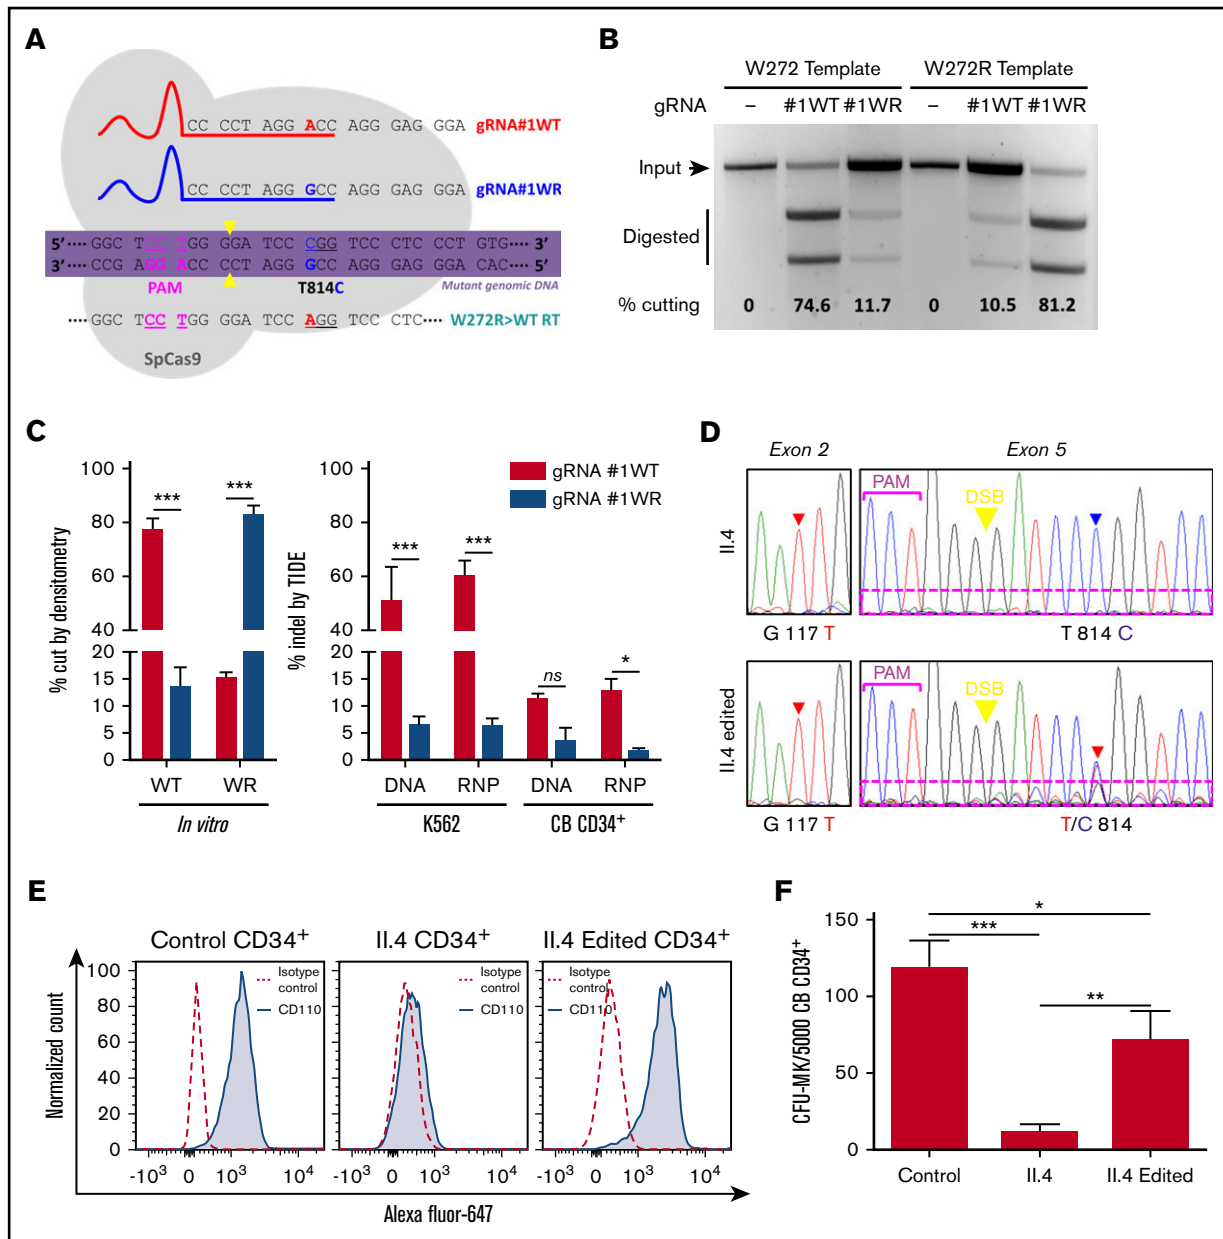 A
CC CCT AGG ACC AGG GAG GGA gRNA#1WT
CC CCT AGG GCC AGG GAG GGA gRNA#1WR
5’···· GGC TCC TGG GGA TCC CGG TCC CTC CCT GTG···· 3’
3’···· CCG AGG ACC CCT AGG GCC AGG GAG GGA CAC···· 5’
PAM T814C Mutant genomic DNA
···· GGC TCC TGG GGA TCC AGG TCC CTC···· W272R>WT RT
SpCas9
B
W272 Template W272R Template
gRNA – #1WT #1WR – #1WT #1WR
Input
Digested
% cutting 0 74.6 11.7 0 10.5 81.2
C
% cut by densitometry
100
80
60
40
20
15
10
5
0
*** ***
WT WR
In vitro
% indel by TIDE
100
80
60
40
20
15
10
5
0
gRNA #1WT
gRNA #1WR
*** *** ns *
DNA RNP DNA RNP
K562 CB CD34+
D
Exon 2 Exon 5
II.4
PAM DSB
G 117 T T 814 C
II.4 edited
PAM DSB
G 117 T T/C 814
E
Control CD34+ II.4 CD34+ II.4 Edited CD34+
Normalized count
100
80
60
40
20
0
Isotype control
CD110
Isotype control
CD110
Isotype control
CD110
-10³ 0 10³ 10⁴ -10³ 0 10³ 10⁴ -10³ 0 10³ 10⁴
Alexa fluor-647
F
CFU-MK/5000 CB CD34+
150
100
50
0
*
***
**
Control II.4 II.4 Edited